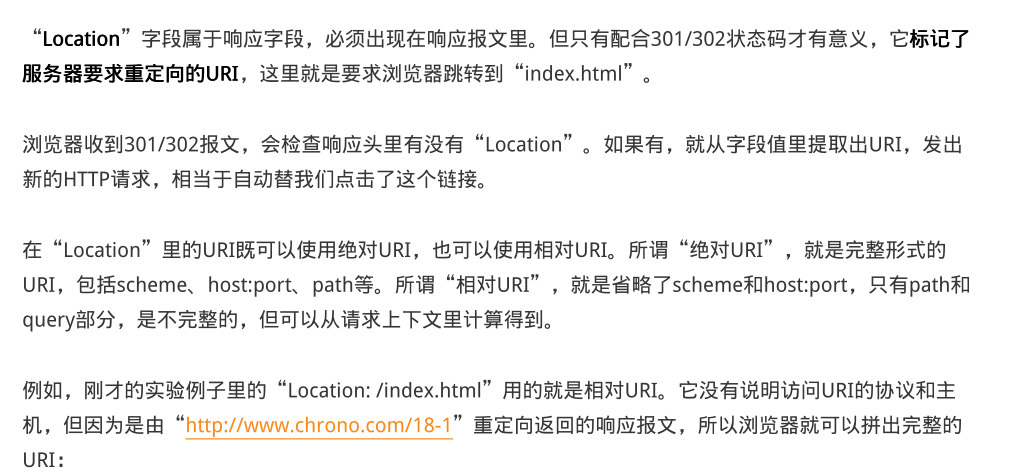 “Location”字段属于响应字段，必须出现在响应报文里。但只有配合301/302状态码才有意义，它标记了
服务器要求重定向的URI，这里就是要求浏览器跳转到“index.html”。
浏览器收到301/302报文，会检查响应头里有没有“Location”。如果有，就从字段值里提取出URI，发出
新的HTTP请求，相当于自动替我们点击了这个链接。
在“Location”里的URI既可以使用绝对URI，也可以使用相对URI。所谓“绝对URI”，就是完整形式的
URI，包括scheme、host:port、path等。所谓“相对URI”，就是省略了scheme和host:port，只有path和
query部分，是不完整的，但可以从请求上下文里计算得到。
例如，刚才的实验例子里的“Location: /index.html”用的就是相对URI。它没有说明访问URI的协议和主
机，但因为是由“http://www.chrono.com/18-1”重定向返回的响应报文，所以浏览器就可以拼出完整的
URI：